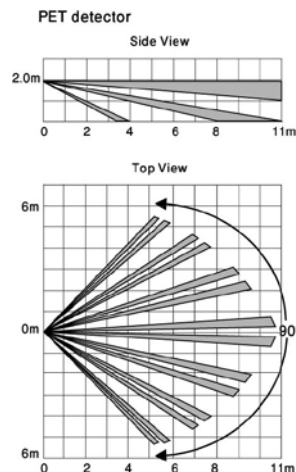 PET detector
Side View
2.0m
0 2 4 6 8 11m
Top View
6m
0m
90
6m
0 2 4 6 8 11m